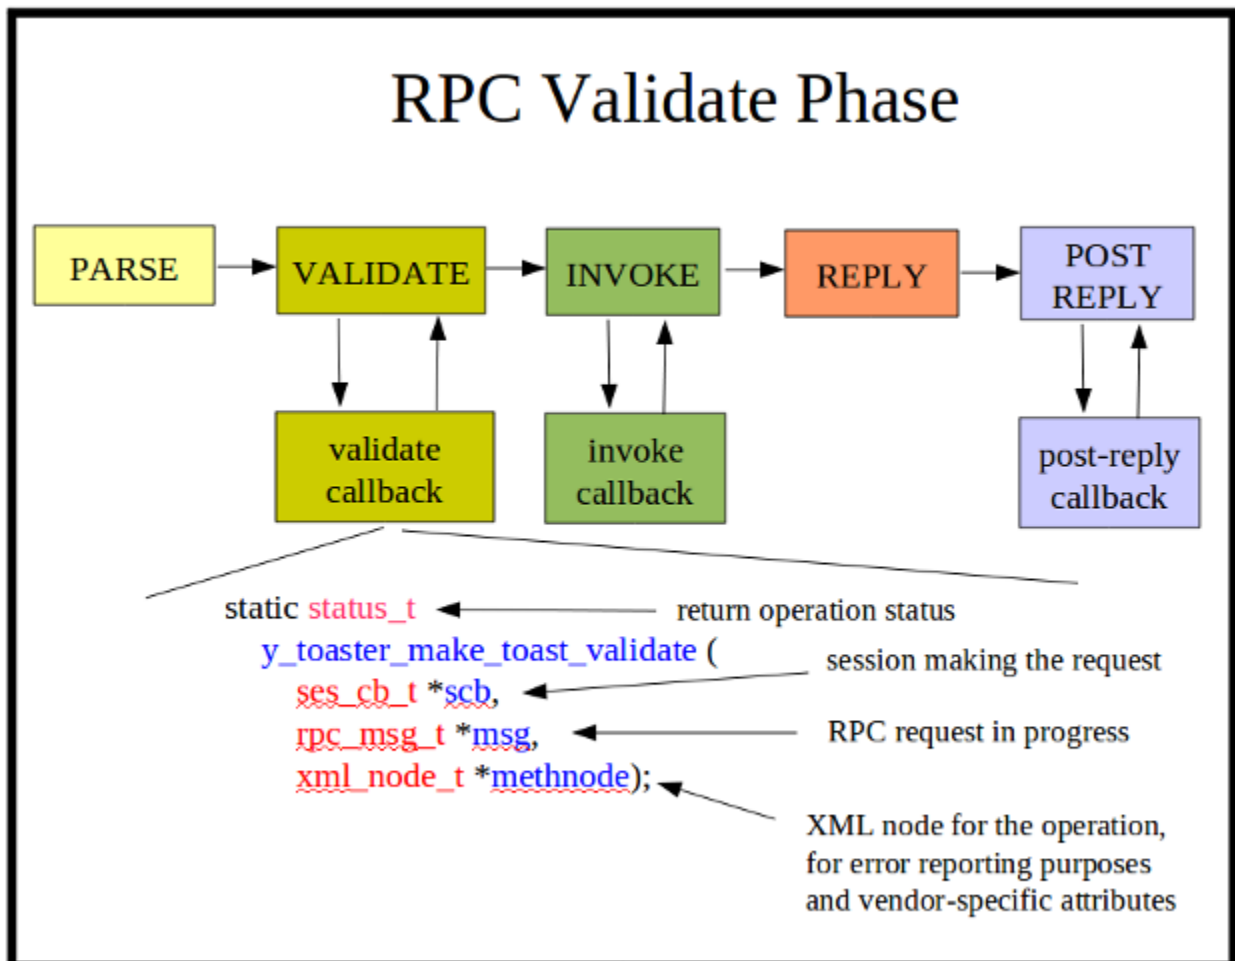 RPC Validate Phase
PARSE
VALIDATE
INVOKE
REPLY
POST
REPLY
validate
callback
invoke
callback
post-reply
callback
static status_t
return operation status
y_toaster_make_toast_validate (
session making the request
ses_cb_t *scb,
rpc_msg_t *msg,
RPC request in progress
xml_node_t *methnode);
XML node for the operation,
for error reporting purposes
and vendor-specific attributes